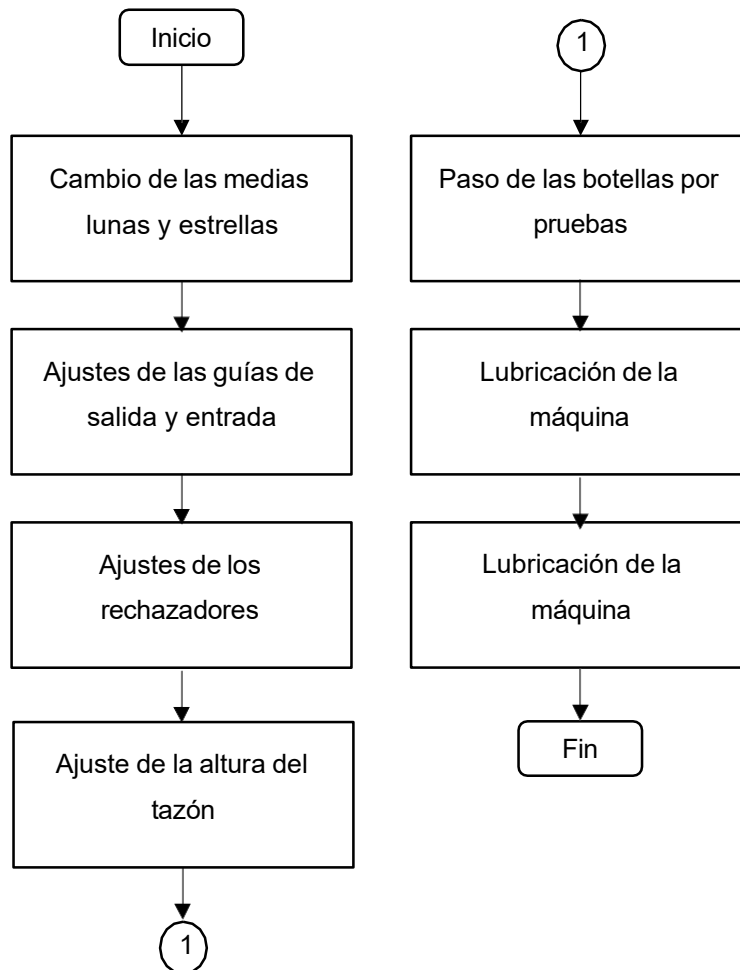 Inicio
Cambio de las medias
lunas y estrellas
Ajustes de las guías de
salida y entrada
Ajustes de los
rechazadores
Ajuste de la altura del
tazón
1
1
Paso de las botellas por
pruebas
Lubricación de la
máquina
Lubricación de la
máquina
Fin